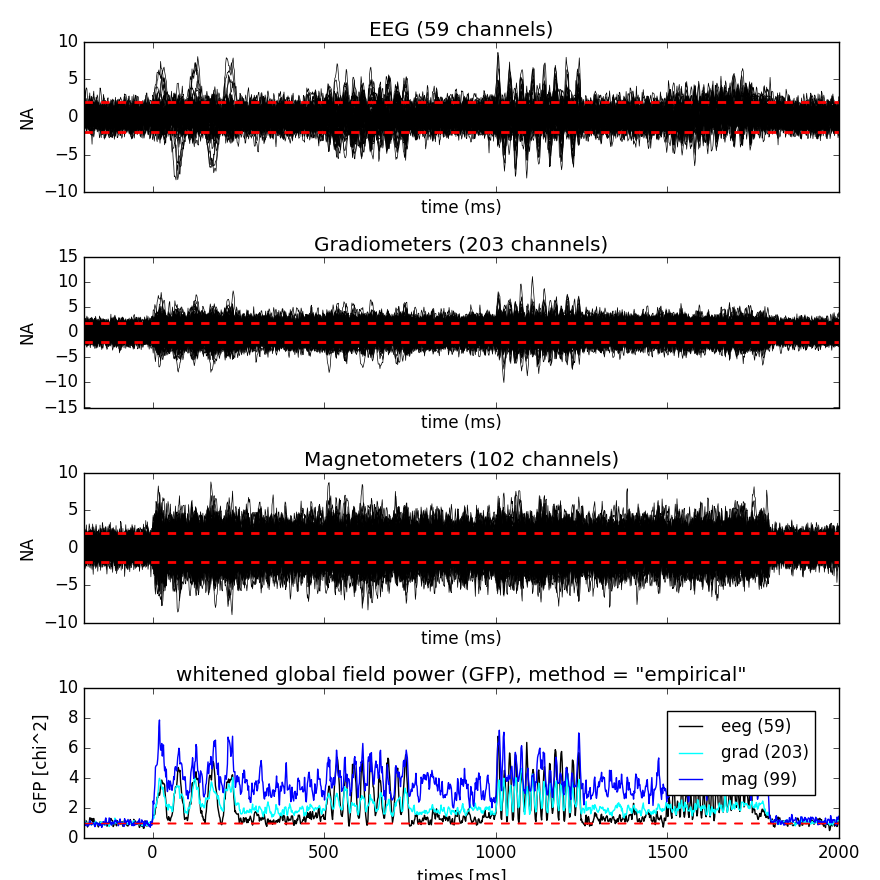 EEG (59 channels)
10
5
0
−5
−10
NA
time (ms)
Gradiometers (203 channels)
15
10
5
0
−5
−10
−15
NA
time (ms)
Magnetometers (102 channels)
10
5
0
−5
−10
NA
time (ms)
whitened global field power (GFP), method = "empirical"
10
8
6
4
2
0
GFP [chi^2]
eeg (59)
grad (203)
mag (99)
0 500 1000 1500 2000
times [ms]